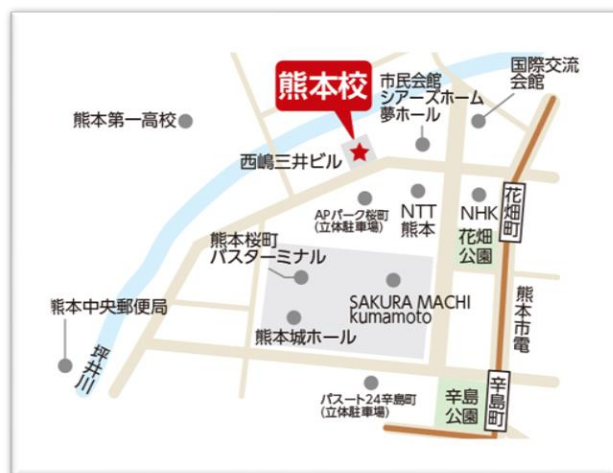 国際交流
会館
熊本校
市民会館
シアーズホーム
夢ホール
熊本第一高校
西嶋三井ビル
花畑町
APパーク桜町
(立体駐車場)
NTT
熊本
NHK
花畑
公園
熊本桜町
バスターミナル
SAKURA MACHI
kumamoto
熊本市電
熊本中央郵便局
熊本城ホール
坪井川
パスート24辛島町
(立体駐車場)
辛島
公園
辛島町